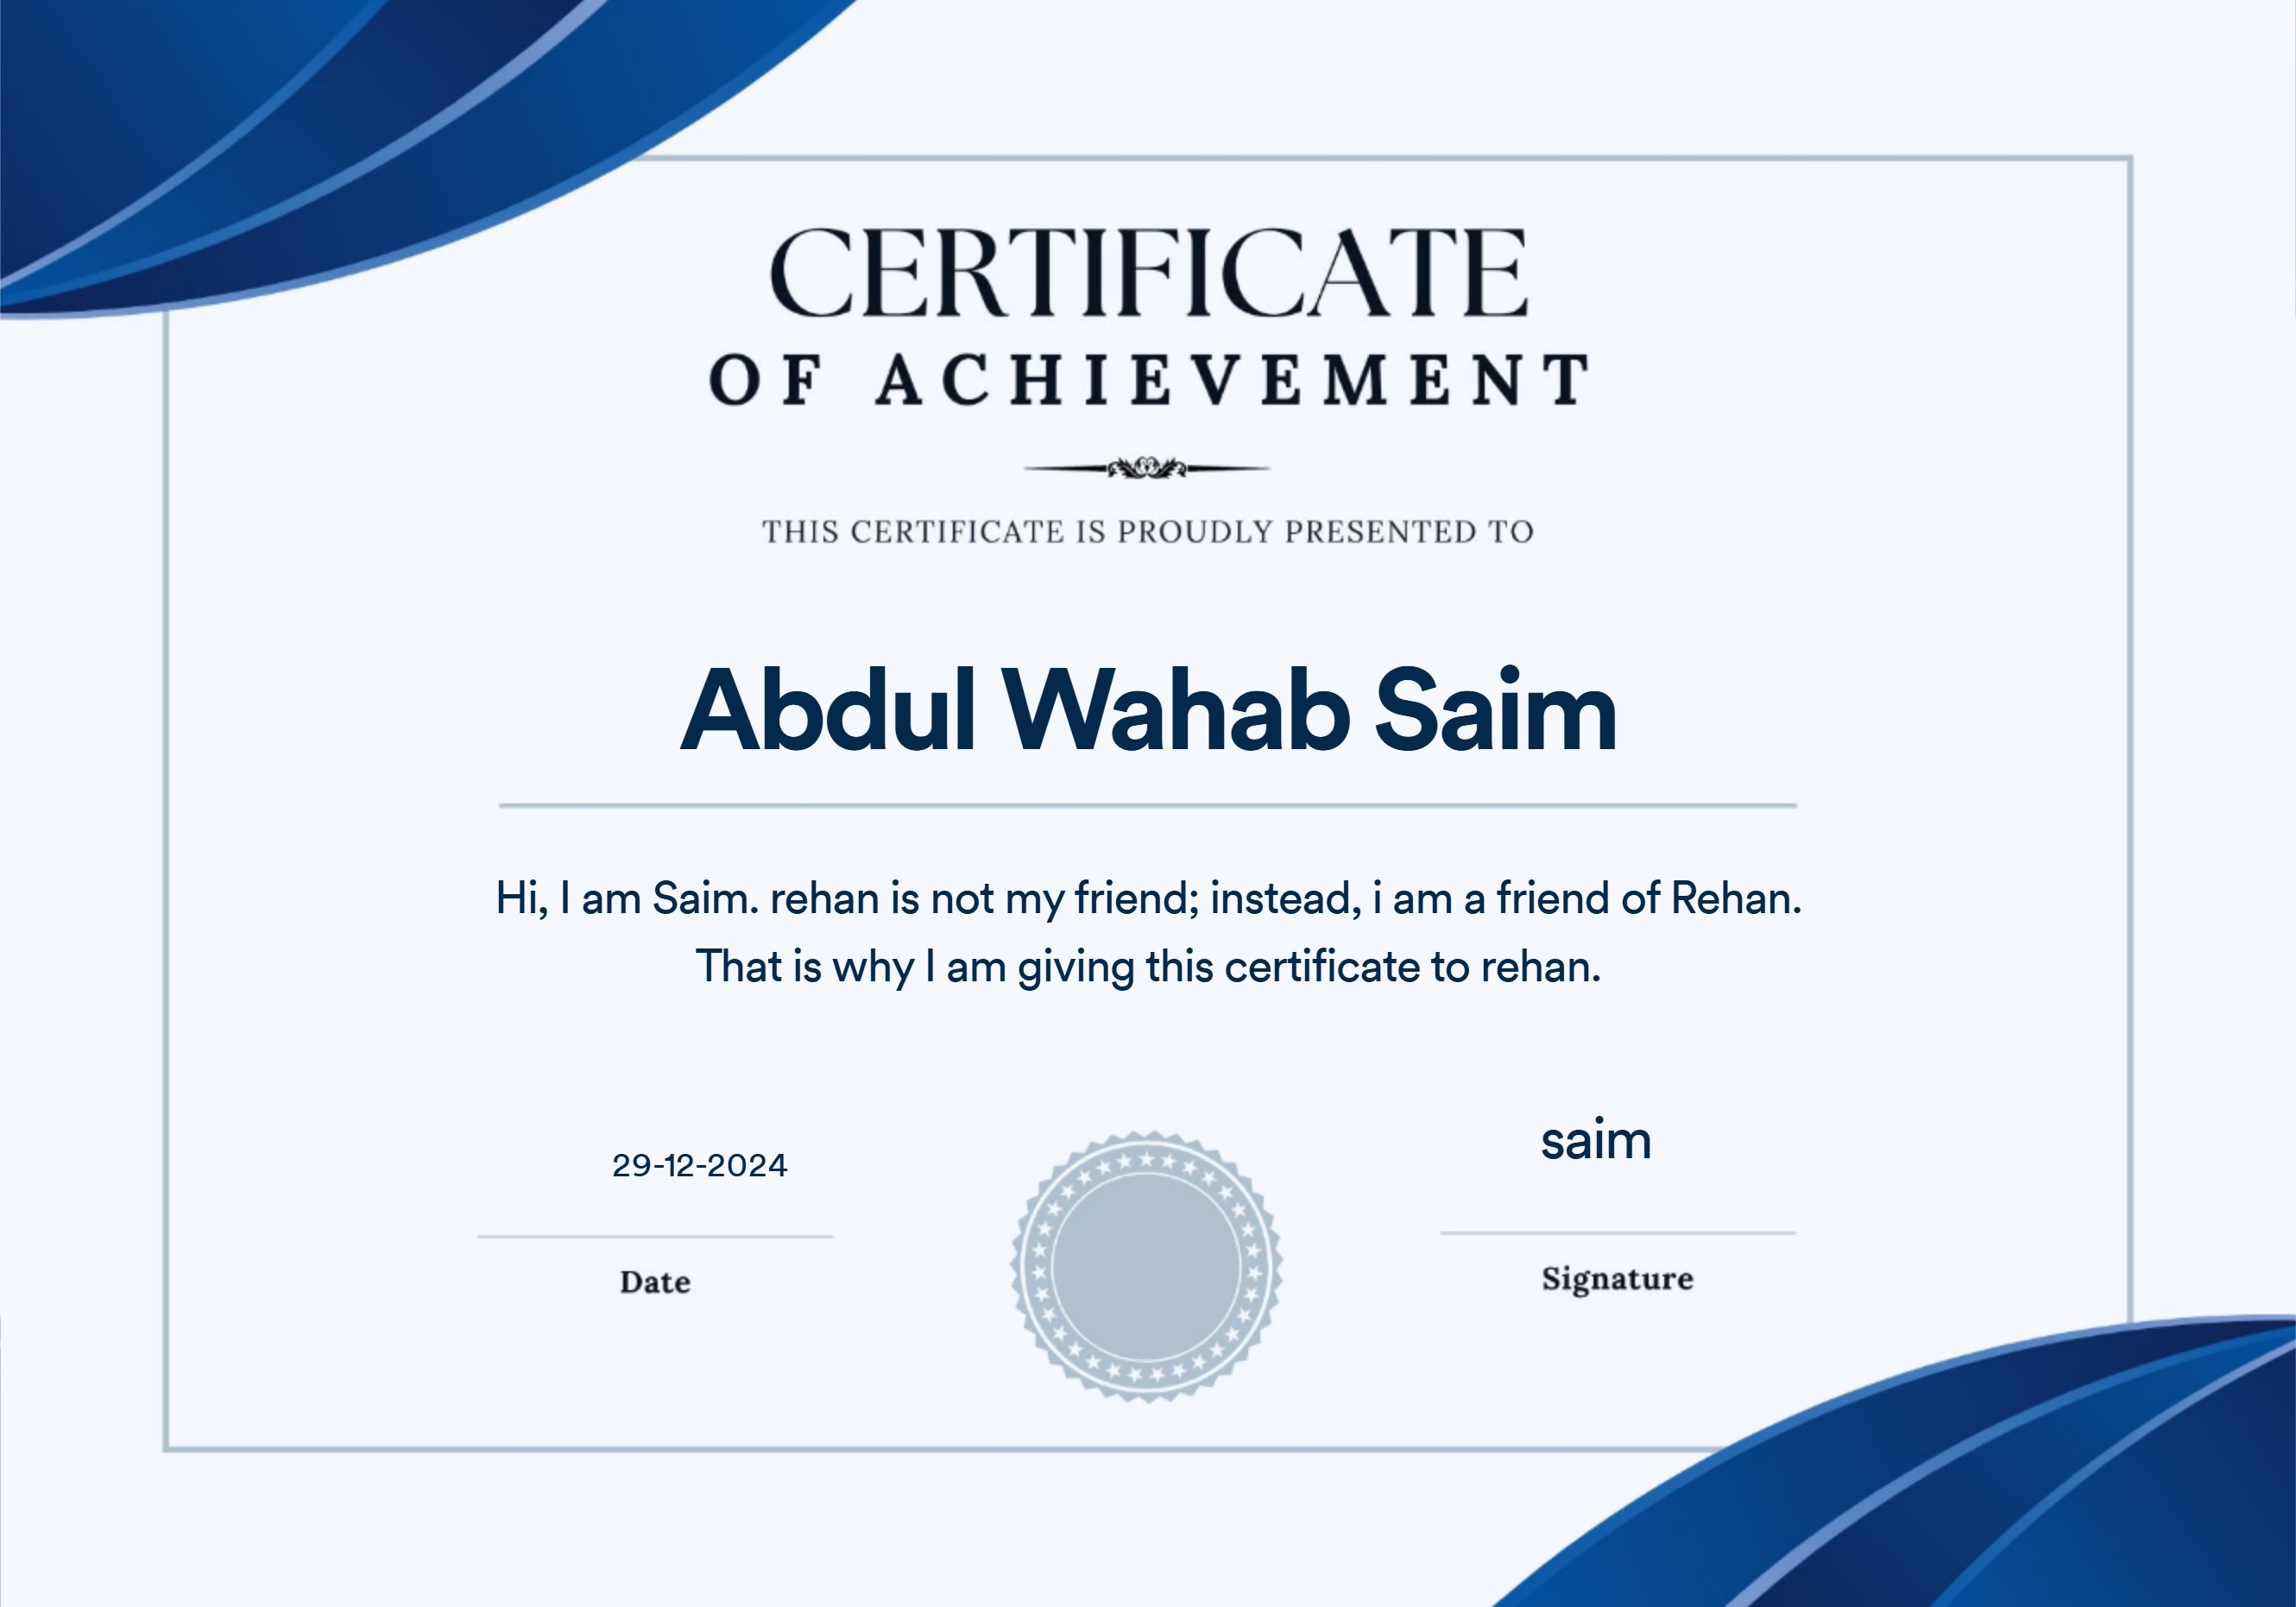 CERTIFICATE
OF ACHIEVEMENT
THIS CERTIFICATE IS PROUDLY PRESENTED TO
Abdul Wahab Saim
Hi, I am Saim. rehan is not my friend; instead, i am a friend of Rehan.
That is why I am giving this certificate to rehan.
29-12-2024
Date
saim
Signature